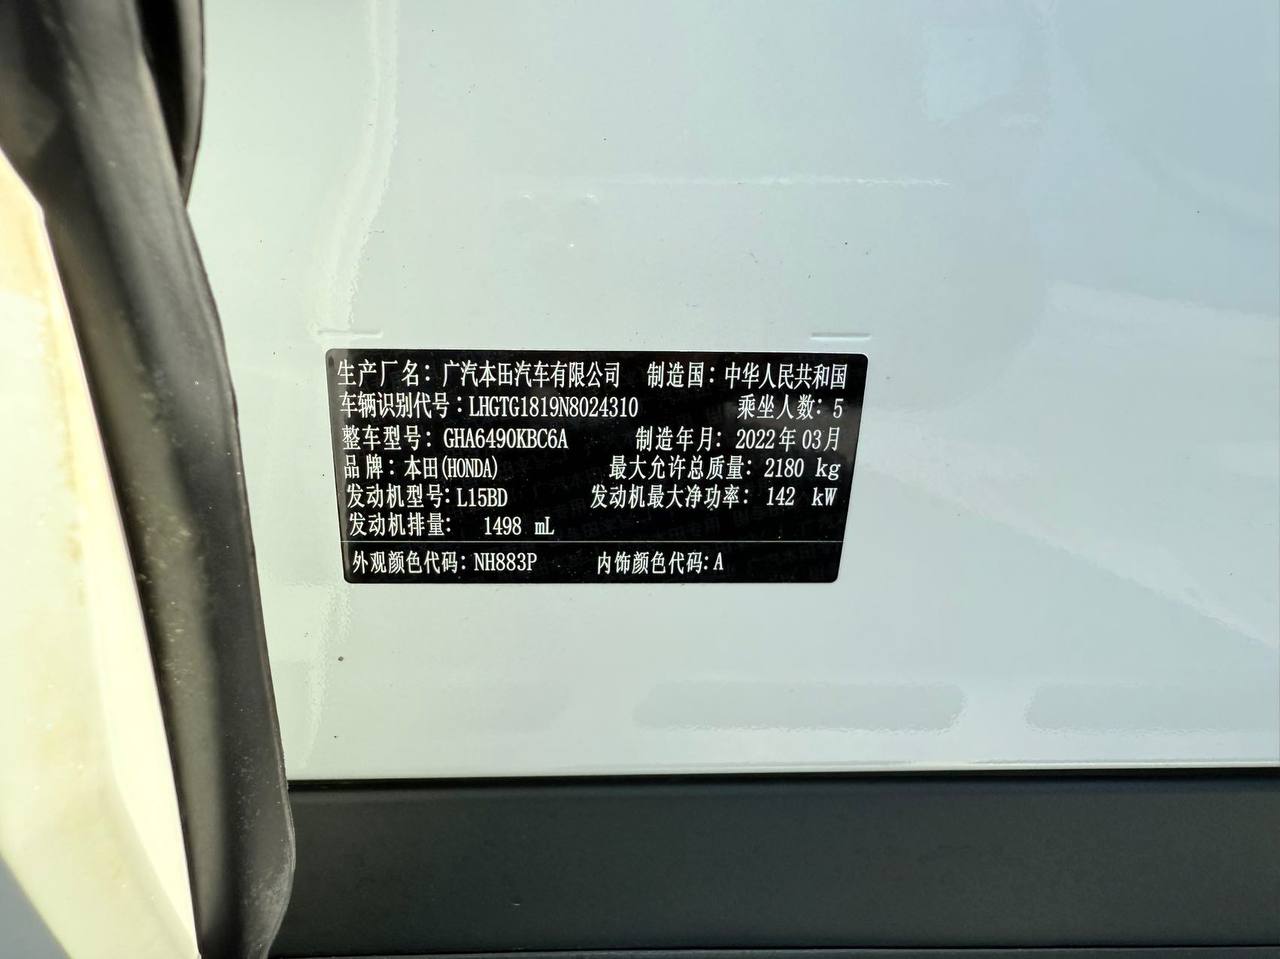 生产厂名：广汽本田汽车有限公司 制造国：中华人民共和国
车辆识别代号：LHGTG1819N8024310 乘坐人数：5
整车型号：GHA6490KBC6A 制造年月：2022年03月
品牌：本田(HONDA) 最大允许总质量：2180 kg
发动机型号：L15BD 发动机最大净功率：142 kW
发动机排量： 1498 mL
外观颜色代码：NH883P 内饰颜色代码：A